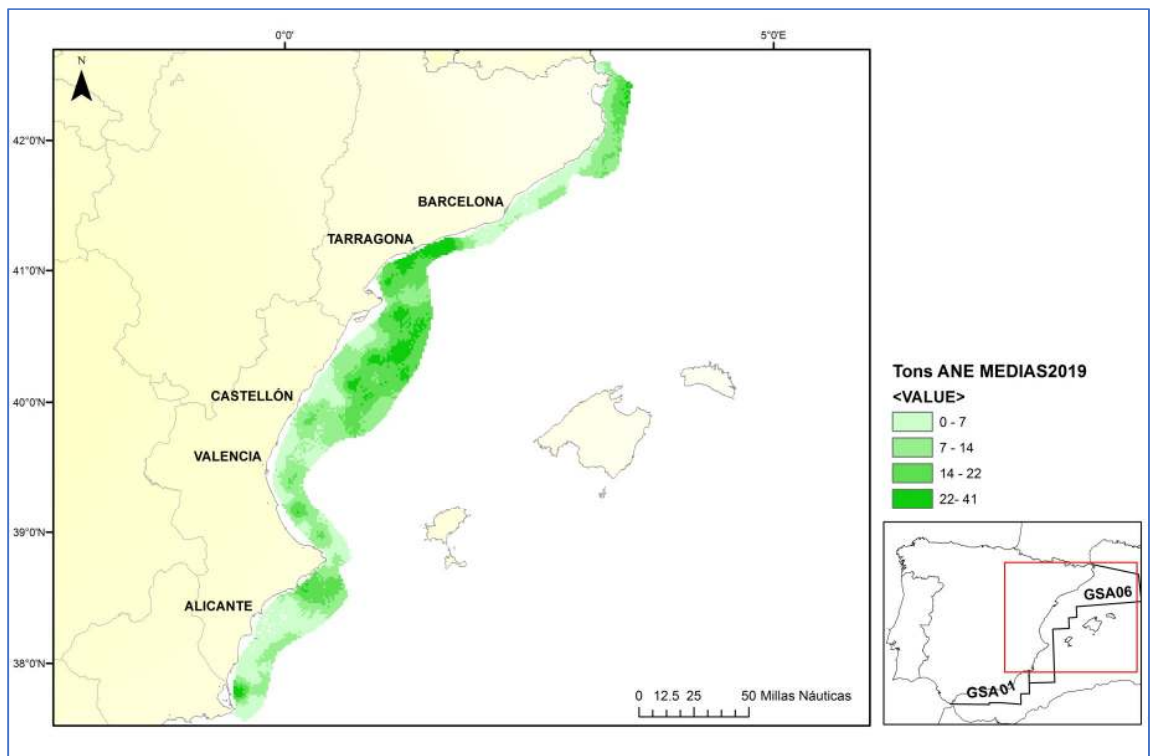 0°0'
5°0'E
N
42°0'N
BARCELONA
TARRAGONA
41°0'N
CASTELLÓN
40°0'N
VALENCIA
39°0'N
ALICANTE
38°0'N
0 12.5 25 50 Millas Náuticas
Tons ANE MEDIAS2019
<VALUE>
0 - 7
7 - 14
14 - 22
22- 41
GSA06
GSA01